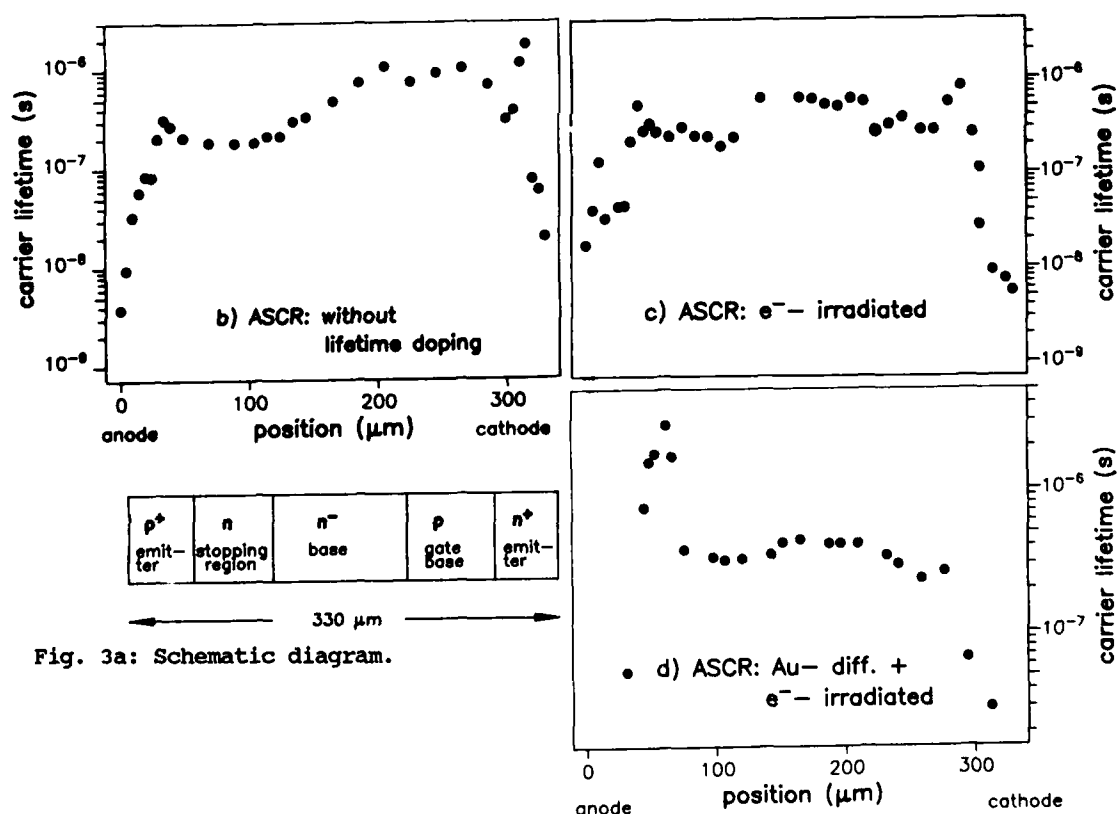 carrier lifetime (s)
10⁻⁶
10⁻⁷
10⁻⁸
10⁻⁹
b) ASCR: without
lifetime doping
0
100
200
300
anode
position (μm)
cathode
10⁻⁶
10⁻⁷
10⁻⁸
10⁻⁹
carrier lifetime (s)
c) ASCR: e⁻– irradiated
p⁺
emit–
ter
n
stopping
region
n⁻
base
p
gate
base
n⁺
emit–
ter
330 μm
Fig. 3a: Schematic diagram.
10⁻⁶
10⁻⁷
carrier lifetime (s)
d) ASCR: Au– diff. +
e⁻– irradiated
0
100
200
300
anode
position (μm)
cathode